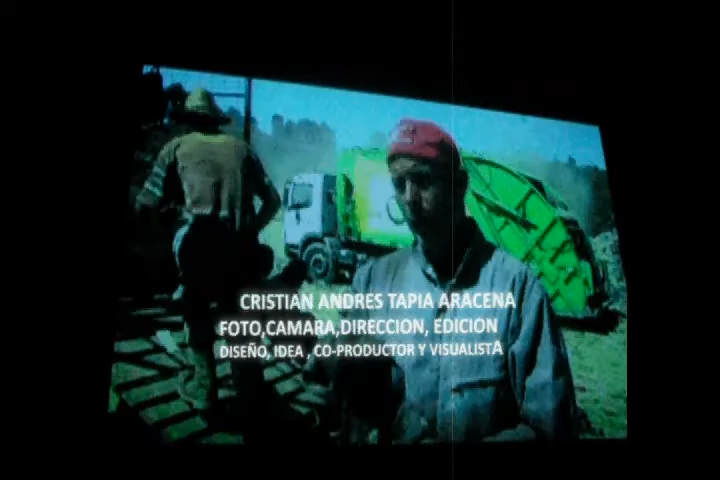 CRISTIAN ANDRES TAPIA ARACENA
FOTO,CAMARA,DIRECCION, EDICION
DISEÑO, IDEA , CO-PRODUCTOR Y VISUALISTA